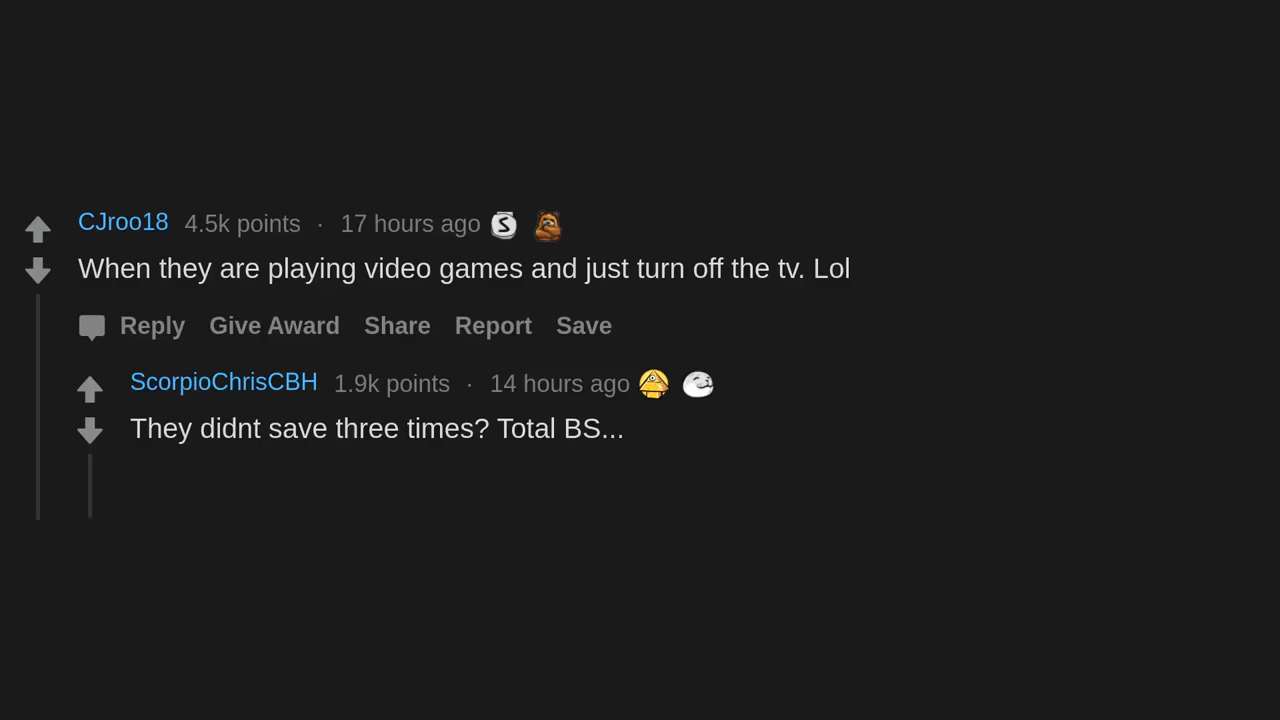 CJroo18 4.5k points · 17 hours ago S
When they are playing video games and just turn off the tv. Lol
Reply Give Award Share Report Save
ScorpioChrisCBH 1.9k points · 14 hours ago
They didnt save three times? Total BS...